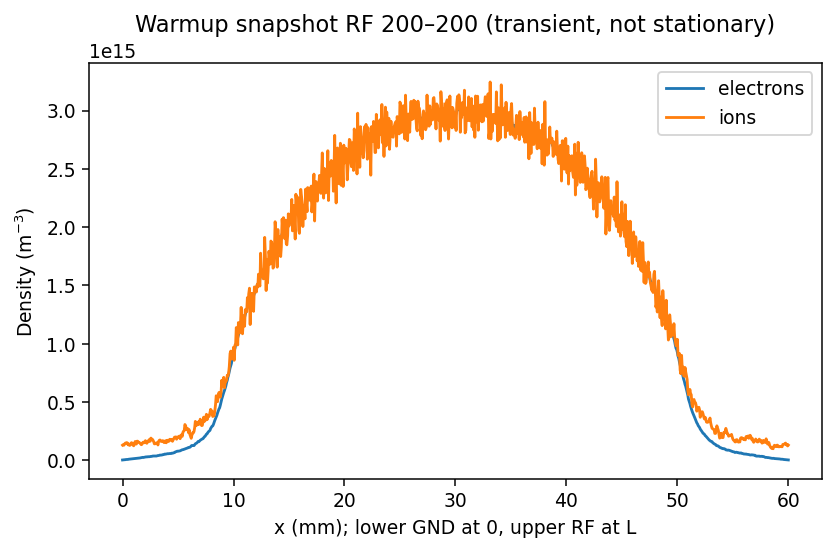 Warmup snapshot RF 200–200 (transient, not stationary)
1e15
electrons
ions
3.0
2.5
2.0
1.5
1.0
0.5
0.0
Density (m⁻³)
0 10 20 30 40 50 60
x (mm); lower GND at 0, upper RF at L